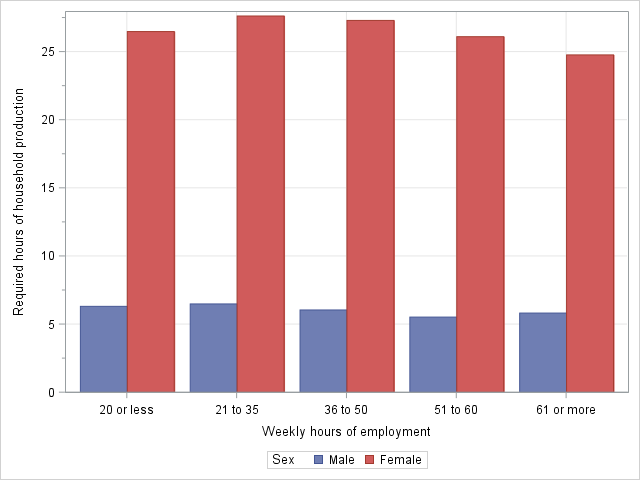 Required hours of household production
25
20
15
10
5
0
20 or less
21 to 35
36 to 50
51 to 60
61 or more
Weekly hours of employment
Sex Male Female